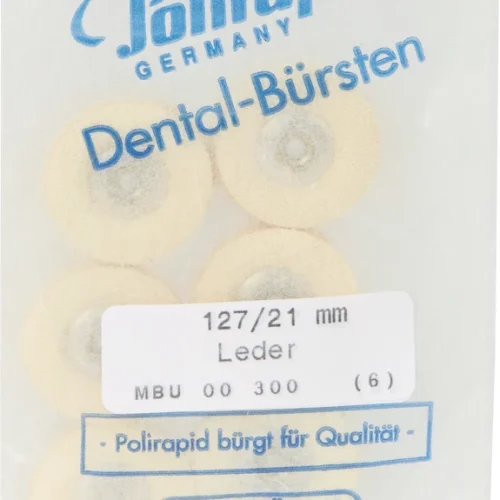 GERMANY
Dental-Bürsten
127/21 mm
Leder
MBU 00 300 (6)
- Polirapid bürgt für Qualität -